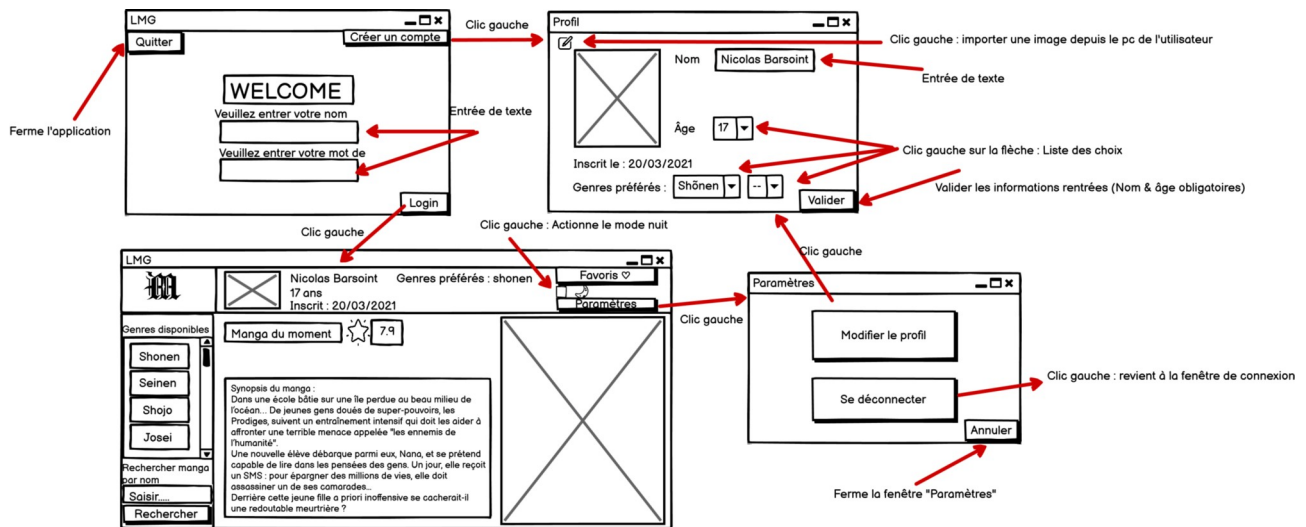 LMG
Quitter
Créer un compte
WELCOME
Veuillez entrer votre nom
Veuillez entrer votre mot de
Login
Ferme l'application
Entrée de texte
Clic gauche
Profil
Nom
Nicolas Barsoint
Âge
17
Inscrit le : 20/03/2021
Genres préférés :
Shõnen
--
Valider
Clic gauche : importer une image depuis le pc de l'utilisateur
Entrée de texte
Clic gauche sur la flèche : Liste des choix
Valider les informations rentrées (Nom & âge obligatoires)
Clic gauche
Clic gauche : Actionne le mode nuit
Clic gauche
LMG
m
Nicolas Barsoint
Genres préférés : shonen
17 ans
Inscrit : 20/03/2021
Favoris ♡
Paramètres
Genres disponibles
Shonen
Seinen
Shojo
Josei
Rechercher manga
par nom
Saisir.....
Rechercher
Manga du moment
7.9
Synopsis du manga :
Dans une école bâtie sur une île perdue au beau milieu de
l'océan... De jeunes gens doués de super-pouvoirs, les
Prodiges, suivent un entraînement intensif qui doit les aider à
affronter une terrible menace appelée "les ennemis de
l'humanité".
Une nouvelle élève débarque parmi eux, Nana, et se prétend
capable de lire dans les pensées des gens. Un jour, elle reçoit
un SMS : pour épargner des millions de vies, elle doit
assassiner un de ses camarades...
Derrière cette jeune fille a priori inoffensive se cacherait-il
une redoutable meurtrière ?
Clic gauche
Paramètres
Modifier le profil
Se déconnecter
Annuler
Clic gauche : revient à la fenêtre de connexion
Ferme la fenêtre "Paramètres"